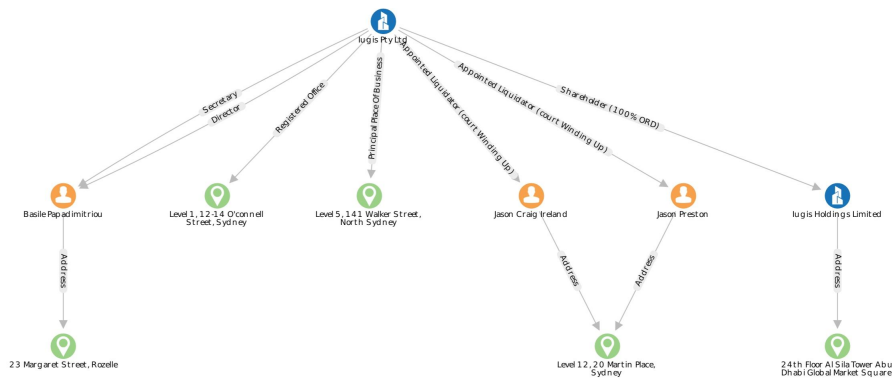 Iugis Pty Ltd
Secretary
Director
Registered Office
Principal Place Of Business
Appointed Liquidator (court Winding Up)
Appointed Liquidator (court Winding Up)
Shareholder (100% ORD)
Basile Papadimitriou
Level 1, 12-14 O'connell
Street, Sydney
Level 5, 141 Walker Street,
North Sydney
Jason Craig Ireland
Jason Preston
Iugis Holdings Limited
Address
Address
Address
Address
23 Margaret Street, Rozelle
Level 12, 20 Martin Place,
Sydney
24th Floor Al Sila Tower Abu
Dhabi Global Market Square